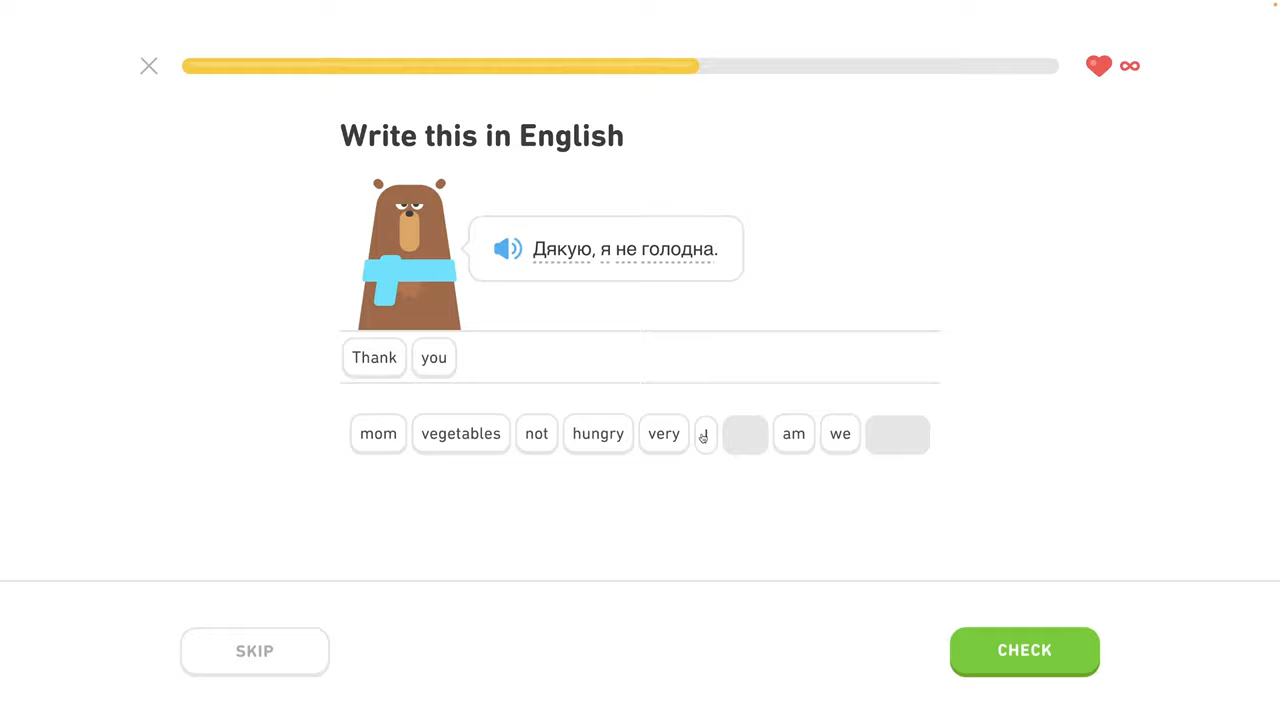 Write this in English
Дякую, я не голодна.
Thank you
mom vegetables not hungry very I am we
SKIP CHECK